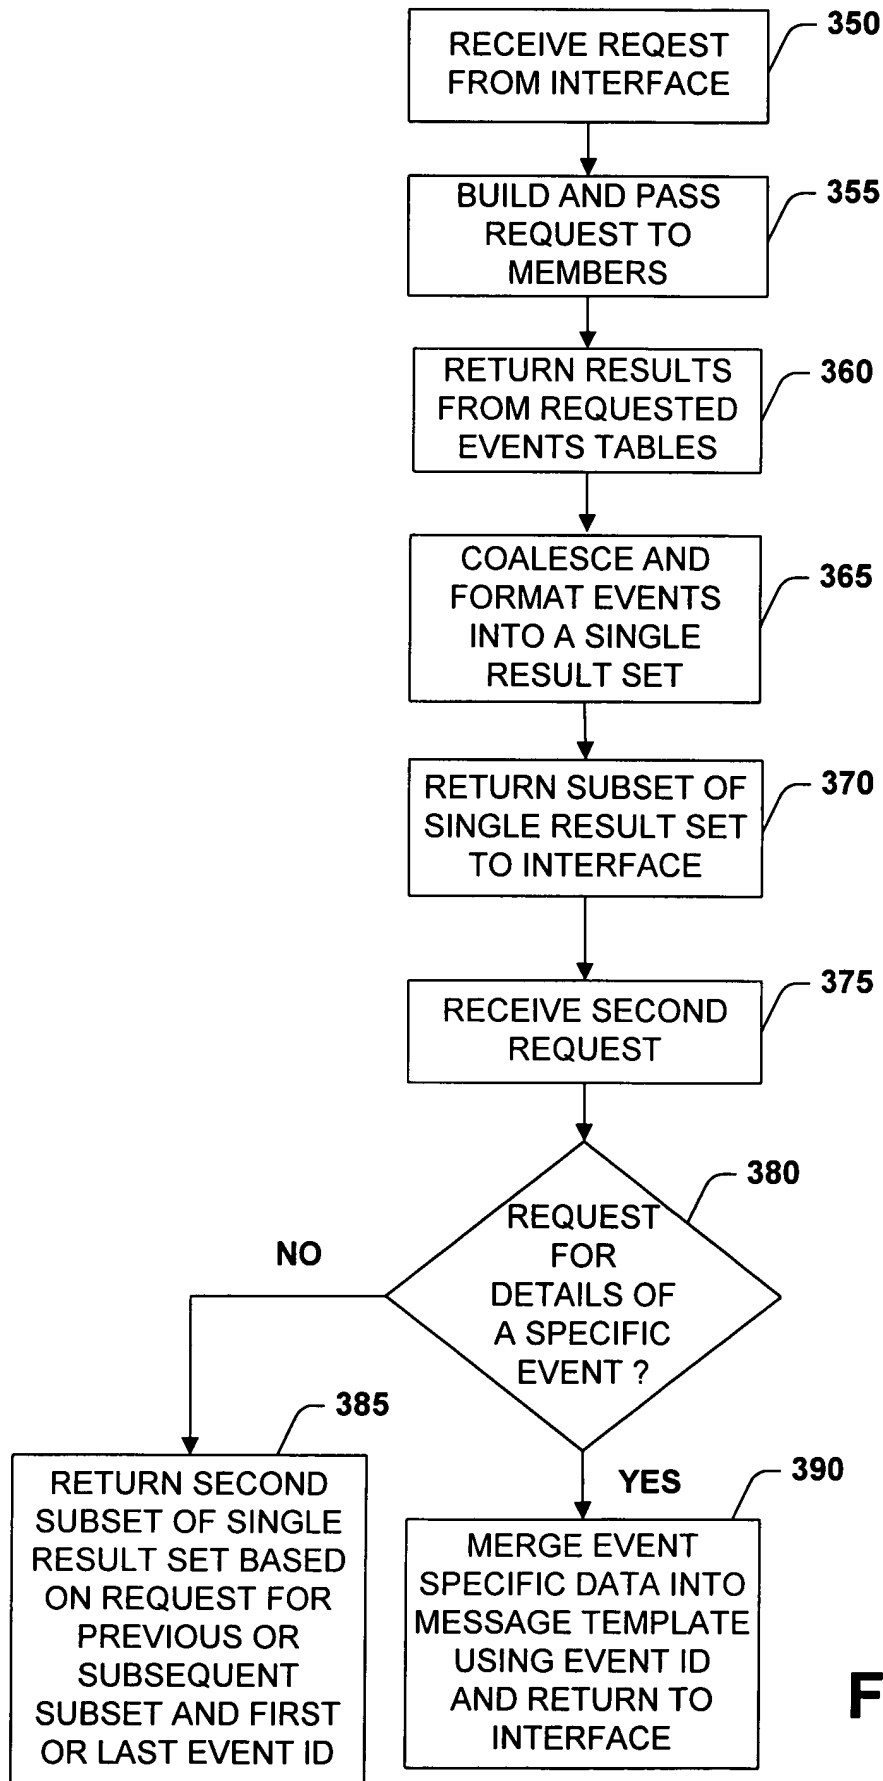 350
RECEIVE REQEST
FROM INTERFACE
355
BUILD AND PASS
REQUEST TO
MEMBERS
360
RETURN RESULTS
FROM REQUESTED
EVENTS TABLES
365
COALESCE AND
FORMAT EVENTS
INTO A SINGLE
RESULT SET
370
RETURN SUBSET OF
SINGLE RESULT SET
TO INTERFACE
375
RECEIVE SECOND
REQUEST
380
REQUEST
FOR
DETAILS OF
A SPECIFIC
EVENT ?
NO
385
RETURN SECOND
SUBSET OF SINGLE
RESULT SET BASED
ON REQUEST FOR
PREVIOUS OR
SUBSEQUENT
SUBSET AND FIRST
OR LAST EVENT ID
YES
390
MERGE EVENT
SPECIFIC DATA INTO
MESSAGE TEMPLATE
USING EVENT ID
AND RETURN TO
INTERFACE
F